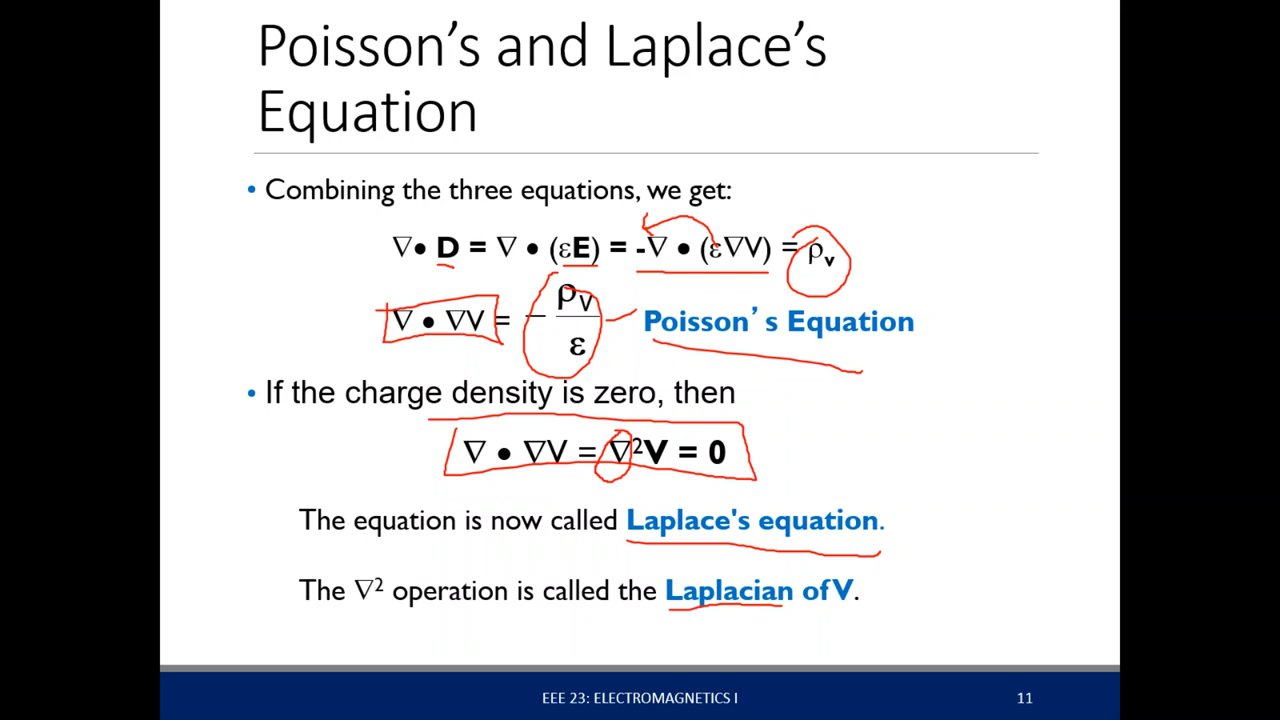 Poisson’s and Laplace’s
Equation
• Combining the three equations, we get:
∇• D = ∇ • (εE) = -∇ • (ε∇V) = ρv
∇ • ∇V = − ρV / ε Poisson’s Equation
• If the charge density is zero, then
∇ • ∇V = ∇²V = 0
The equation is now called Laplace's equation.
The ∇² operation is called the Laplacian of V.
EEE 23: ELECTROMAGNETICS I 11